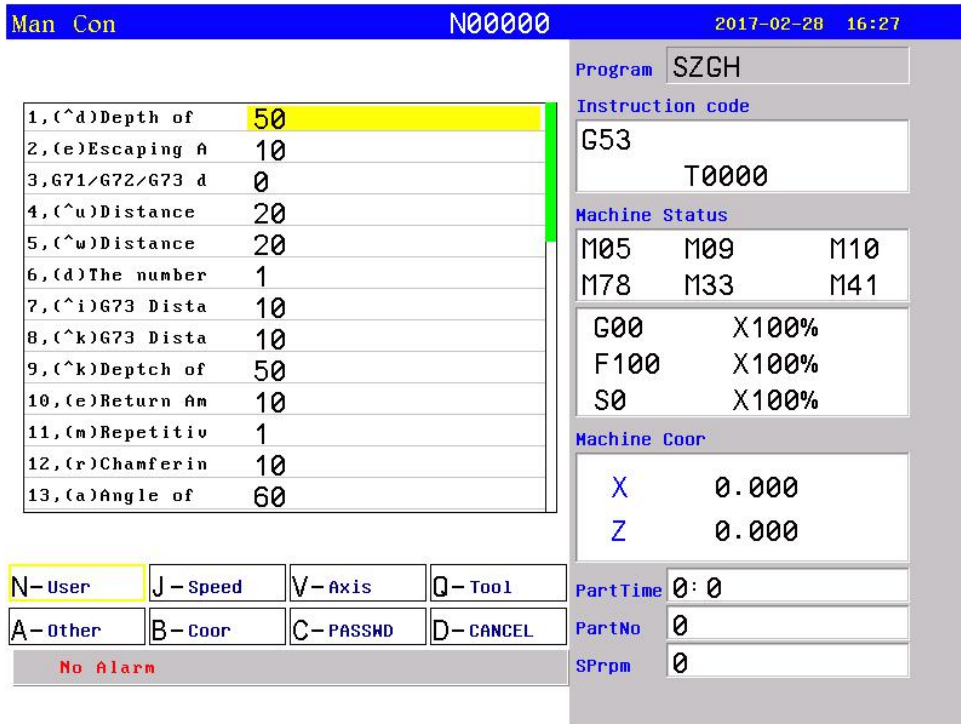 Man Con N00000 2017-02-28 16:27
Program SZGH
Instruction code
G53
T0000
Machine Status
M05 M09 M10
M78 M33 M41
G00 X100%
F100 X100%
S0 X100%
Machine Coor
X 0.000
Z 0.000
PartTime 0: 0
PartNo 0
SPrpm 0
1,(^d)Depth of 50
2,(e)Escaping A 10
3,G71/G72/G73 d 0
4,(^u)Distance 20
5,(^w)Distance 20
6,(d)The number 1
7,(^i)G73 Dista 10
8,(^k)G73 Dista 10
9,(^k)Deptch of 50
10,(e)Return Am 10
11,(m)Repetitiv 1
12,(r)Chamferin 10
13,(a)Angle of 60
N-User J-Speed V-Axis Q-Tool
A-Other B-Coor C-PASSWD D-CANCEL
No Alarm